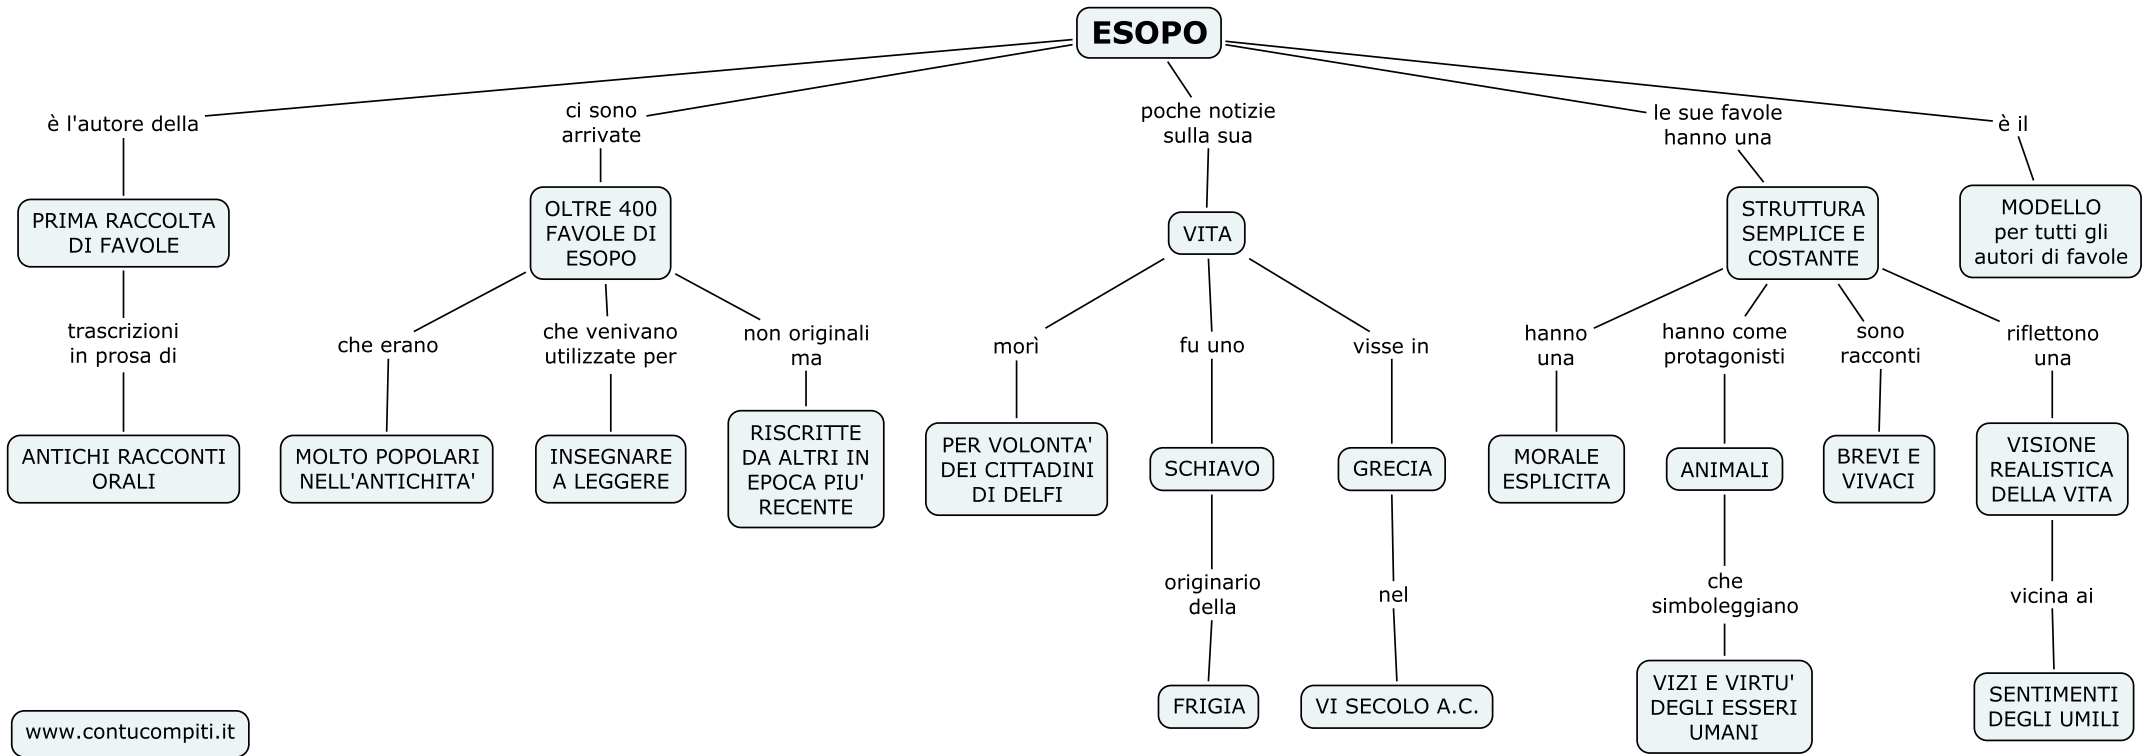 ESOPO
è l'autore della
PRIMA RACCOLTA
DI FAVOLE
trascrizioni
in prosa di
ANTICHI RACCONTI
ORALI
ci sono
arrivate
OLTRE 400
FAVOLE DI
ESOPO
che erano
MOLTO POPOLARI
NELL'ANTICHITA'
che venivano
utilizzate per
INSEGNARE
A LEGGERE
non originali
ma
RISCRITTE
DA ALTRI IN
EPOCA PIU'
RECENTE
poche notizie
sulla sua
VITA
morì
PER VOLONTA'
DEI CITTADINI
DI DELFI
fu uno
SCHIAVO
originario
della
FRIGIA
visse in
GRECIA
nel
VI SECOLO A.C.
le sue favole
hanno una
STRUTTURA
SEMPLICE E
COSTANTE
hanno
una
MORALE
ESPLICITA
hanno come
protagonisti
ANIMALI
che
simboleggiano
VIZI E VIRTU'
DEGLI ESSERI
UMANI
sono
racconti
BREVI E
VIVACI
riflettono
una
VISIONE
REALISTICA
DELLA VITA
vicina ai
SENTIMENTI
DEGLI UMILI
è il
MODELLO
per tutti gli
autori di favole
www.contucompiti.it